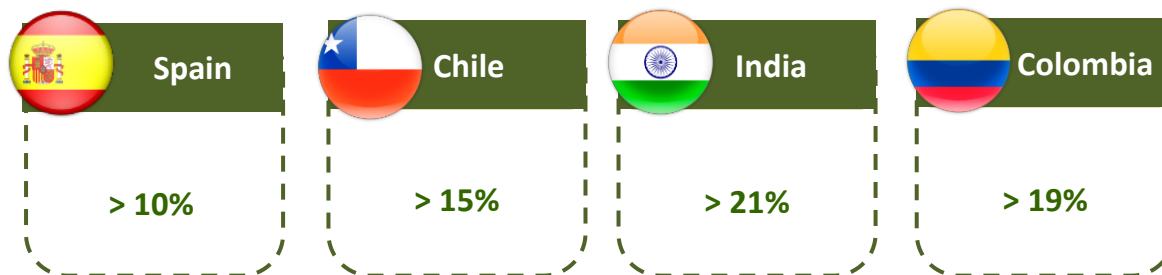 Spain
Chile
India
Colombia
> 10%
> 15%
> 21%
> 19%